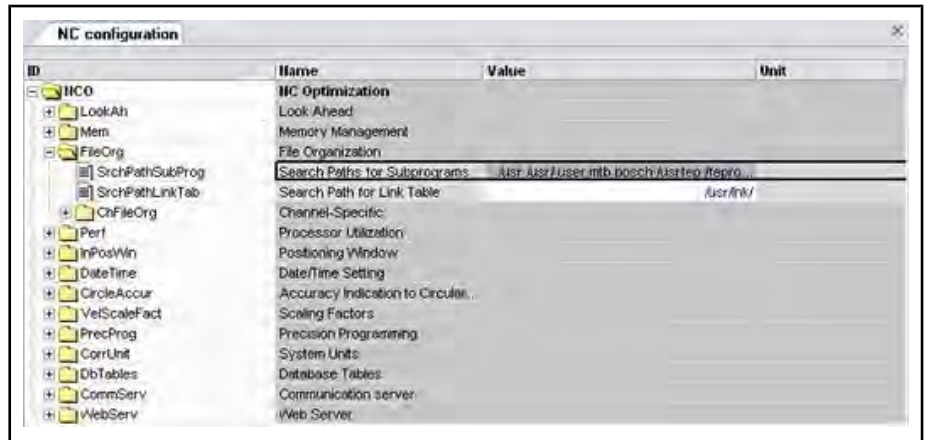 NC configuration
ID Name Value Unit
NCO NC Optimization
LookAh Look Ahead
Mem Memory Management
FileOrg File Organization
SrchPathSubProg Search Paths for Subprograms
SrchPathLinkTab Search Path for Link Table /usr/lnk/
ChFileOrg Channel-Specific
Perf Processor Utilization
InPosWin Positioning Window
DateTime Date/Time Setting
CircleAccur Accuracy Indication to Circular...
VelScaleFact Scaling Factors
PrecProg Precision Programming
CorrUnit System Units
DbTables Database Tables
CommServ Communication server
WebServ Web Server